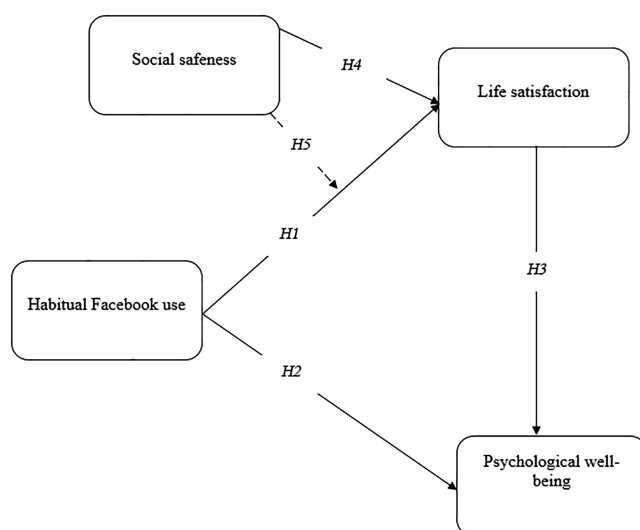 Social safeness
H4
Life satisfaction
H5
H1
H3
Habitual Facebook use
H2
Psychological well-
being